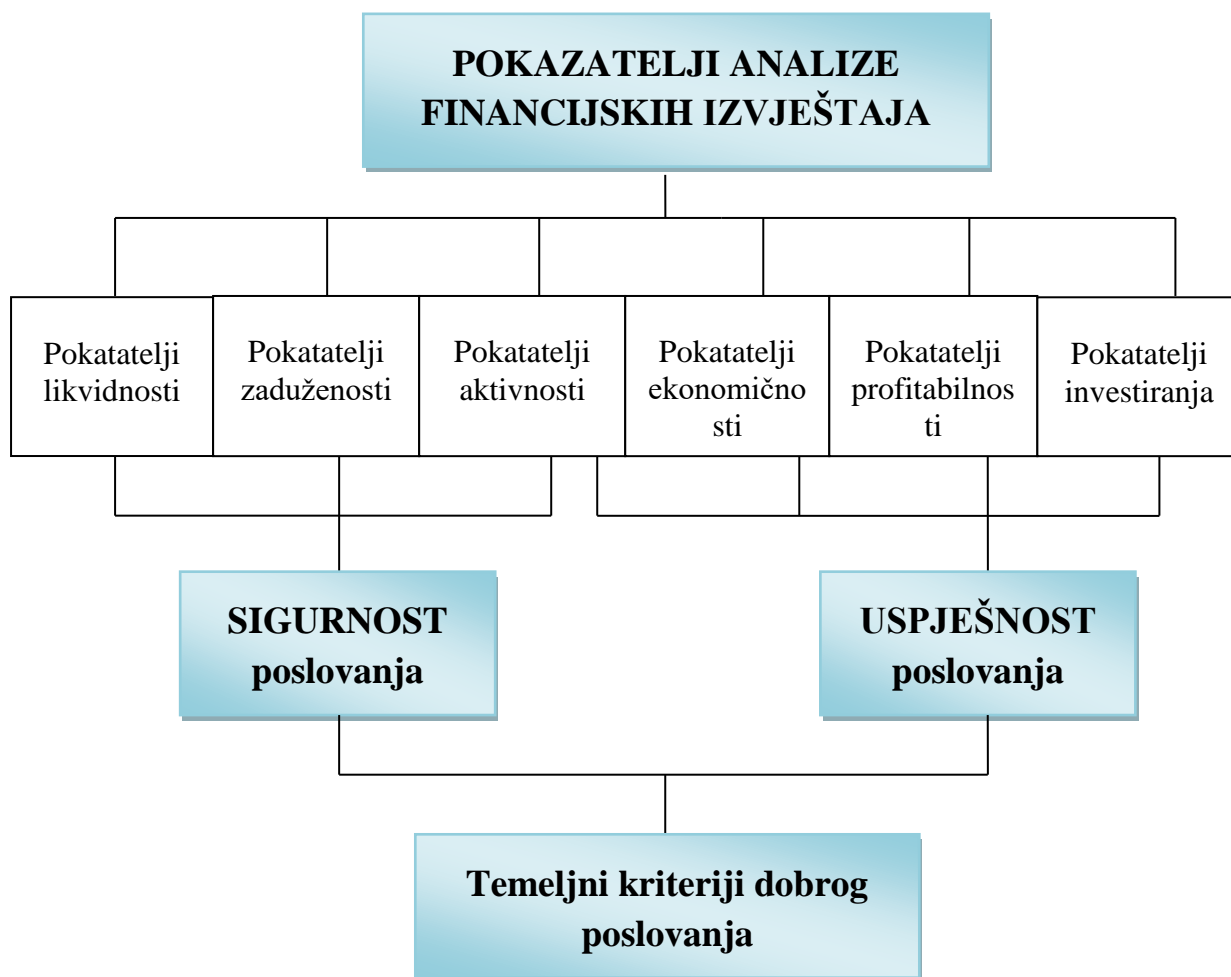 POKAZATELJI ANALIZE
FINANCIJSKIH IZVJEŠTAJA
Pokatatelji
likvidnosti
Pokatatelji
zaduženosti
Pokatatelji
aktivnosti
Pokatatelji
ekonomično
sti
Pokatatelji
profitabilnos
ti
Pokatatelji
investiranja
SIGURNOST
poslovanja
USPJEŠNOST
poslovanja
Temeljni kriteriji dobrog
poslovanja